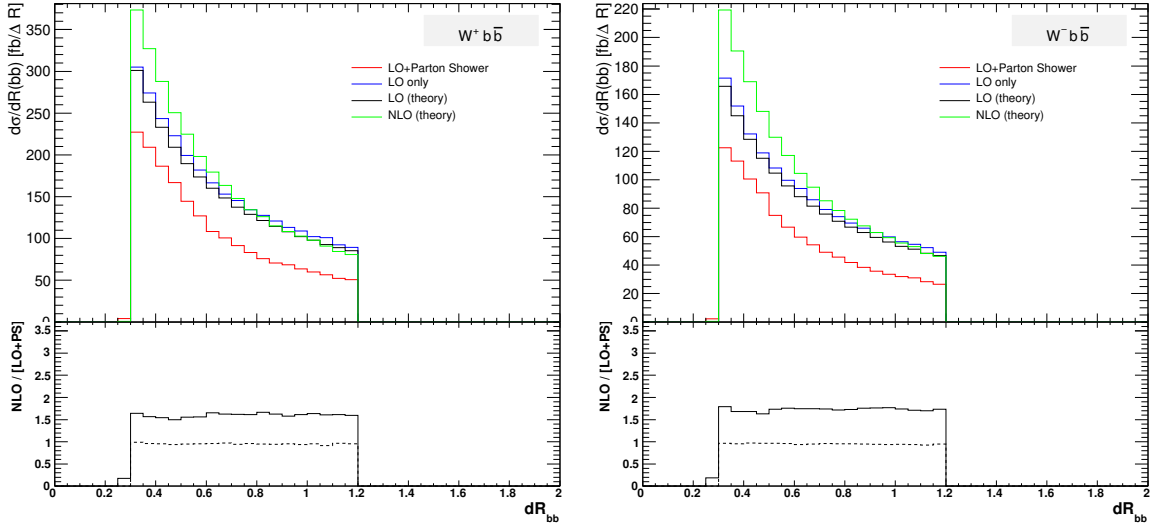 dσ/dR(bb) [fb/Δ R]
350
300
250
200
150
100
50
0
W⁺ b b̅
LO+Parton Shower
LO only
LO (theory)
NLO (theory)
NLO / [LO+PS]
3.5
3
2.5
2
1.5
1
0.5
0
0 0.2 0.4 0.6 0.8 1 1.2 1.4 1.6 1.8 2
dR_bb
dσ/dR(bb) [fb/Δ R]
220
200
180
160
140
120
100
80
60
40
20
0
W⁻ b b̅
LO+Parton Shower
LO only
LO (theory)
NLO (theory)
NLO / [LO+PS]
3.5
3
2.5
2
1.5
1
0.5
0
0 0.2 0.4 0.6 0.8 1 1.2 1.4 1.6 1.8 2
dR_bb